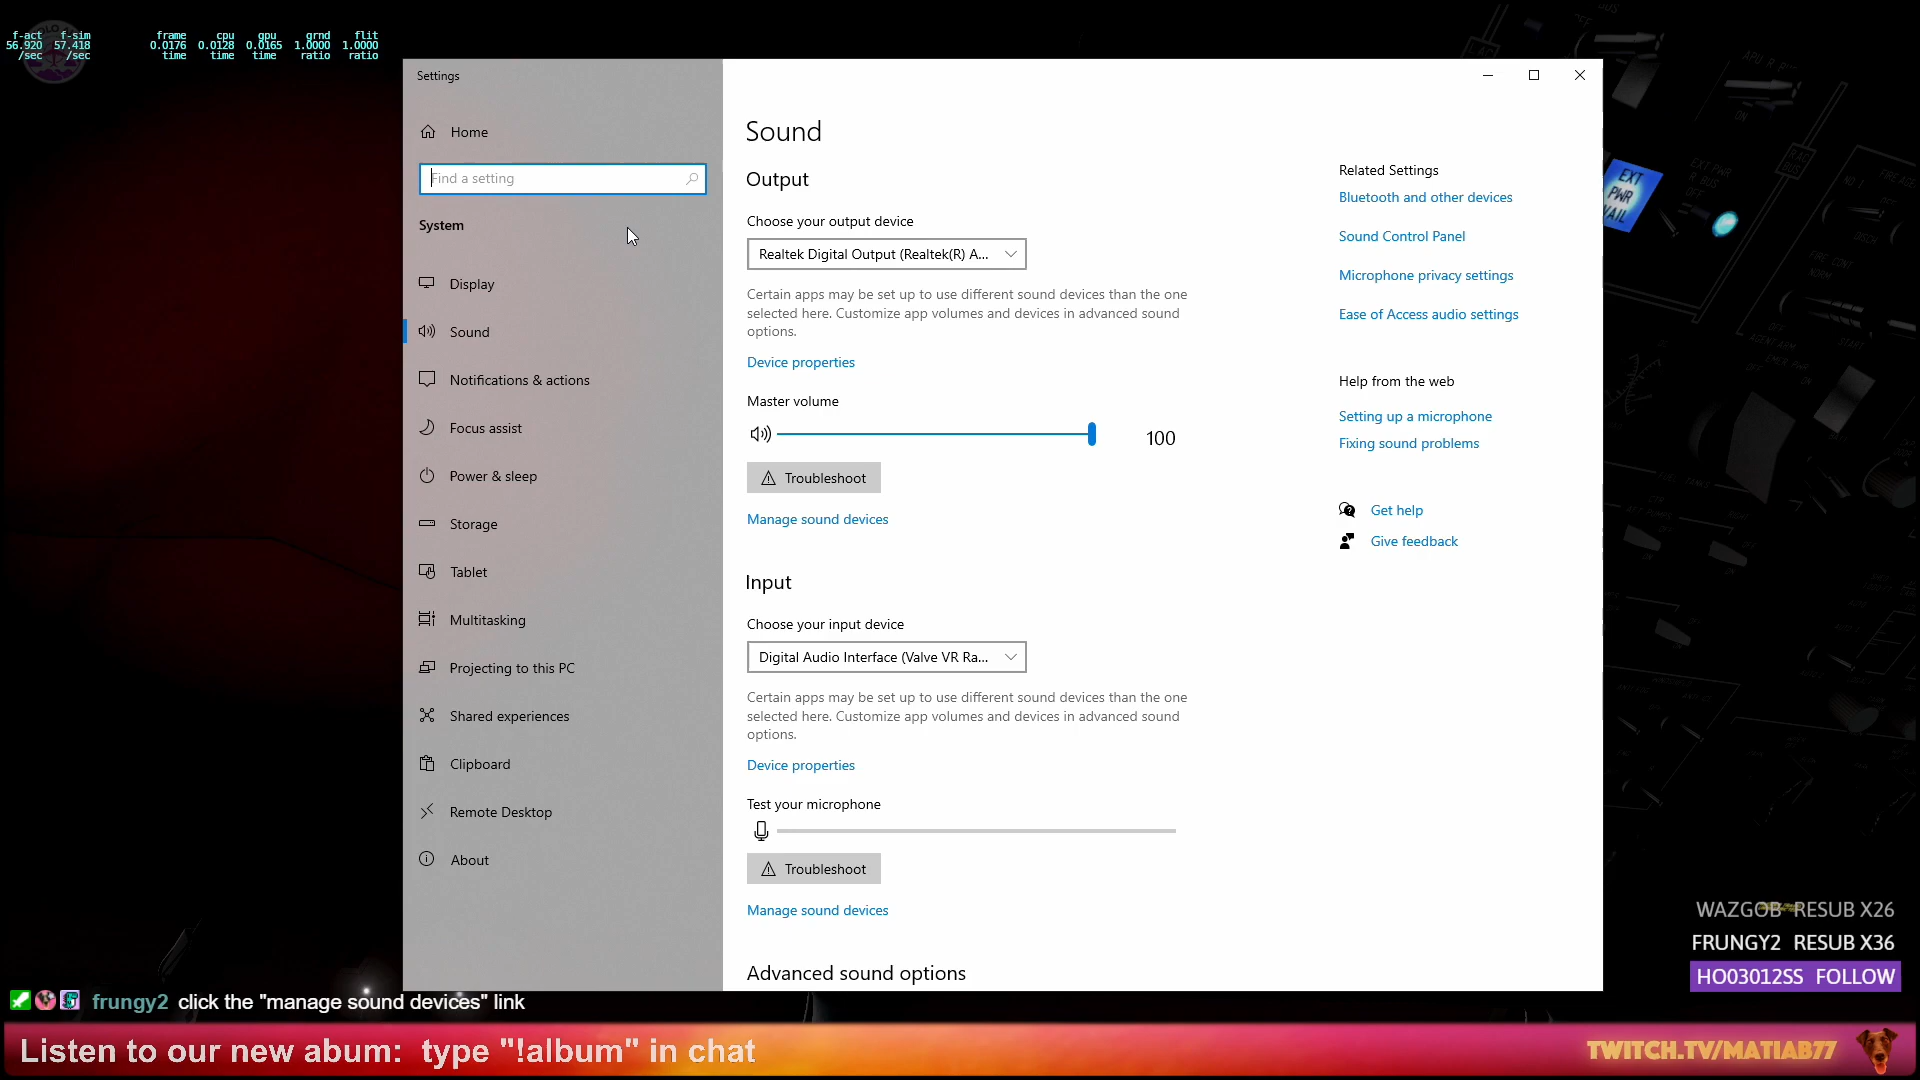 f-act f-sim frame cpu gpu grnd flit
56.920 57.418 0.0176 0.0128 0.0165 1.0000 1.0000
/sec /sec time time time ratio ratio
Settings
Home
Find a setting
System
Display
Sound
Notifications & actions
Focus assist
Power & sleep
Storage
Tablet
Multitasking
Projecting to this PC
Shared experiences
Clipboard
Remote Desktop
About
Sound
Output
Choose your output device
Realtek Digital Output (Realtek(R) A...
Certain apps may be set up to use different sound devices than the one
selected here. Customize app volumes and devices in advanced sound
options.
Device properties
Master volume
100
Troubleshoot
Manage sound devices
Input
Choose your input device
Digital Audio Interface (Valve VR Ra...
Certain apps may be set up to use different sound devices than the one
selected here. Customize app volumes and devices in advanced sound
options.
Device properties
Test your microphone
Troubleshoot
Manage sound devices
Advanced sound options
Related Settings
Bluetooth and other devices
Sound Control Panel
Microphone privacy settings
Ease of Access audio settings
Help from the web
Setting up a microphone
Fixing sound problems
Get help
Give feedback
EXT
PWR
WAZGOB RESUB X26
FRUNGY2 RESUB X36
HO03012SS FOLLOW
frungy2 click the "manage sound devices" link
Listen to our new abum: type "!album" in chat
TWITCH.TV/MATIAB77